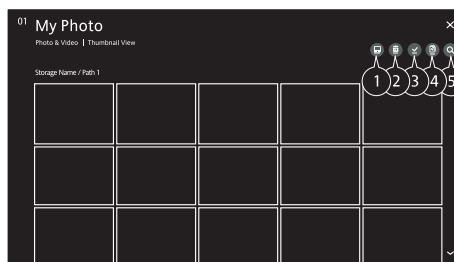 01
My Photo
Photo & Video | Thumbnail View
Storage Name / Path 1
1 2 3 4 5